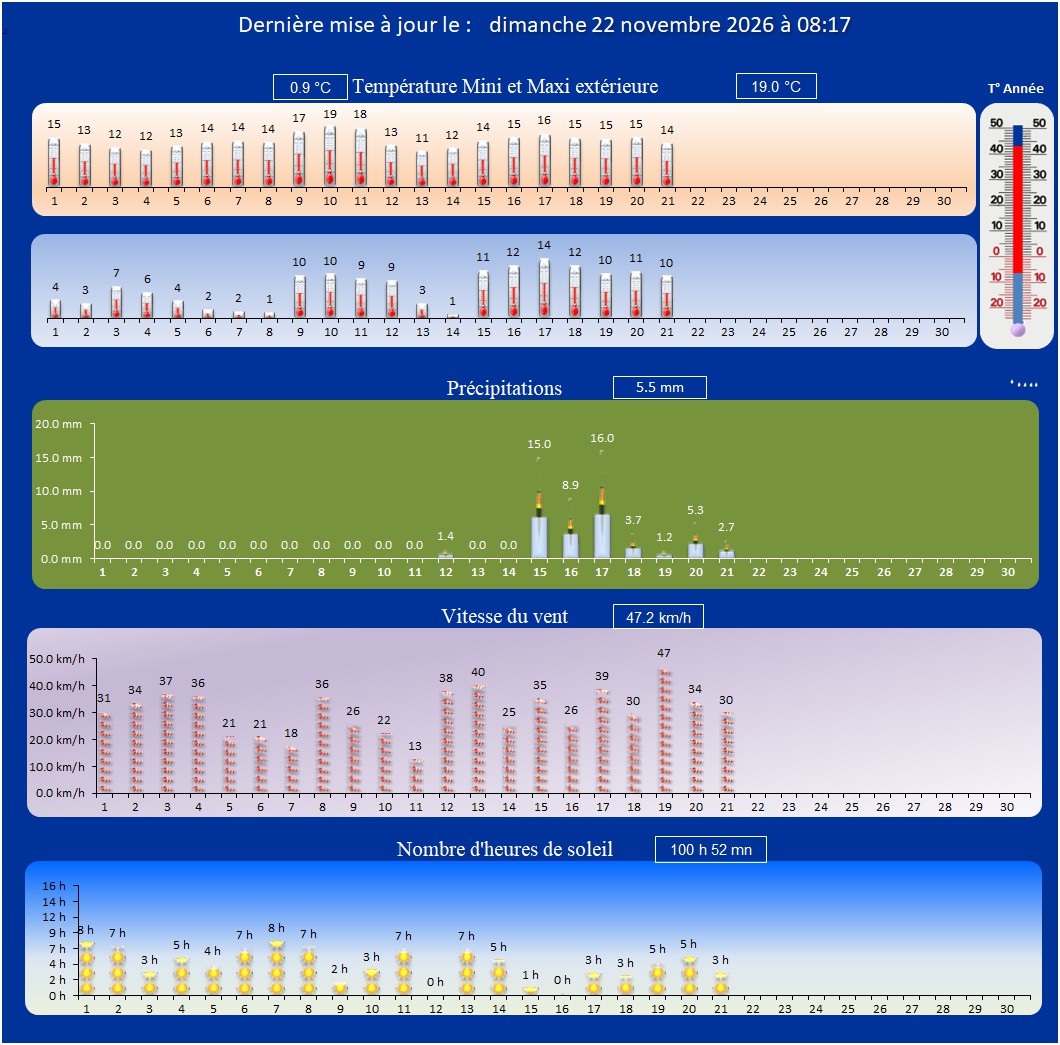 Dernière mise à jour le : dimanche 22 novembre 2026 à 08:17
0.9 °C Température Mini et Maxi extérieure 19.0 °C
T° Année
15 13 12 12 13 14 14 14 17 19 18 13 11 12 14 15 16 15 15 15 14
1 2 3 4 5 6 7 8 9 10 11 12 13 14 15 16 17 18 19 20 21 22 23 24 25 26 27 28 29 30
4 3 7 6 4 2 2 1 10 10 9 9 3 1 11 12 14 12 10 11 10
1 2 3 4 5 6 7 8 9 10 11 12 13 14 15 16 17 18 19 20 21 22 23 24 25 26 27 28 29 30
50 50
40 40
30 30
20 20
10 10
0 0
10 10
20 20
Précipitations 5.5 mm
20.0 mm
15.0 mm
10.0 mm
5.0 mm
0.0 mm
0.0 0.0 0.0 0.0 0.0 0.0 0.0 0.0 0.0 0.0 0.0 1.4 0.0 0.0 15.0 8.9 16.0 3.7 1.2 5.3 2.7
1 2 3 4 5 6 7 8 9 10 11 12 13 14 15 16 17 18 19 20 21 22 23 24 25 26 27 28 29 30
Vitesse du vent 47.2 km/h
50.0 km/h
40.0 km/h
30.0 km/h
20.0 km/h
10.0 km/h
0.0 km/h
31 34 37 36 21 21 18 36 26 22 13 38 40 25 35 26 39 30 47 34 30
1 2 3 4 5 6 7 8 9 10 11 12 13 14 15 16 17 18 19 20 21 22 23 24 25 26 27 28 29 30
Nombre d'heures de soleil 100 h 52 mn
16 h
14 h
12 h
9 h
7 h
4 h
2 h
0 h
8 h 7 h 3 h 5 h 4 h 7 h 8 h 7 h 2 h 3 h 7 h 0 h 7 h 5 h 1 h 0 h 3 h 3 h 5 h 5 h 3 h
1 2 3 4 5 6 7 8 9 10 11 12 13 14 15 16 17 18 19 20 21 22 23 24 25 26 27 28 29 30